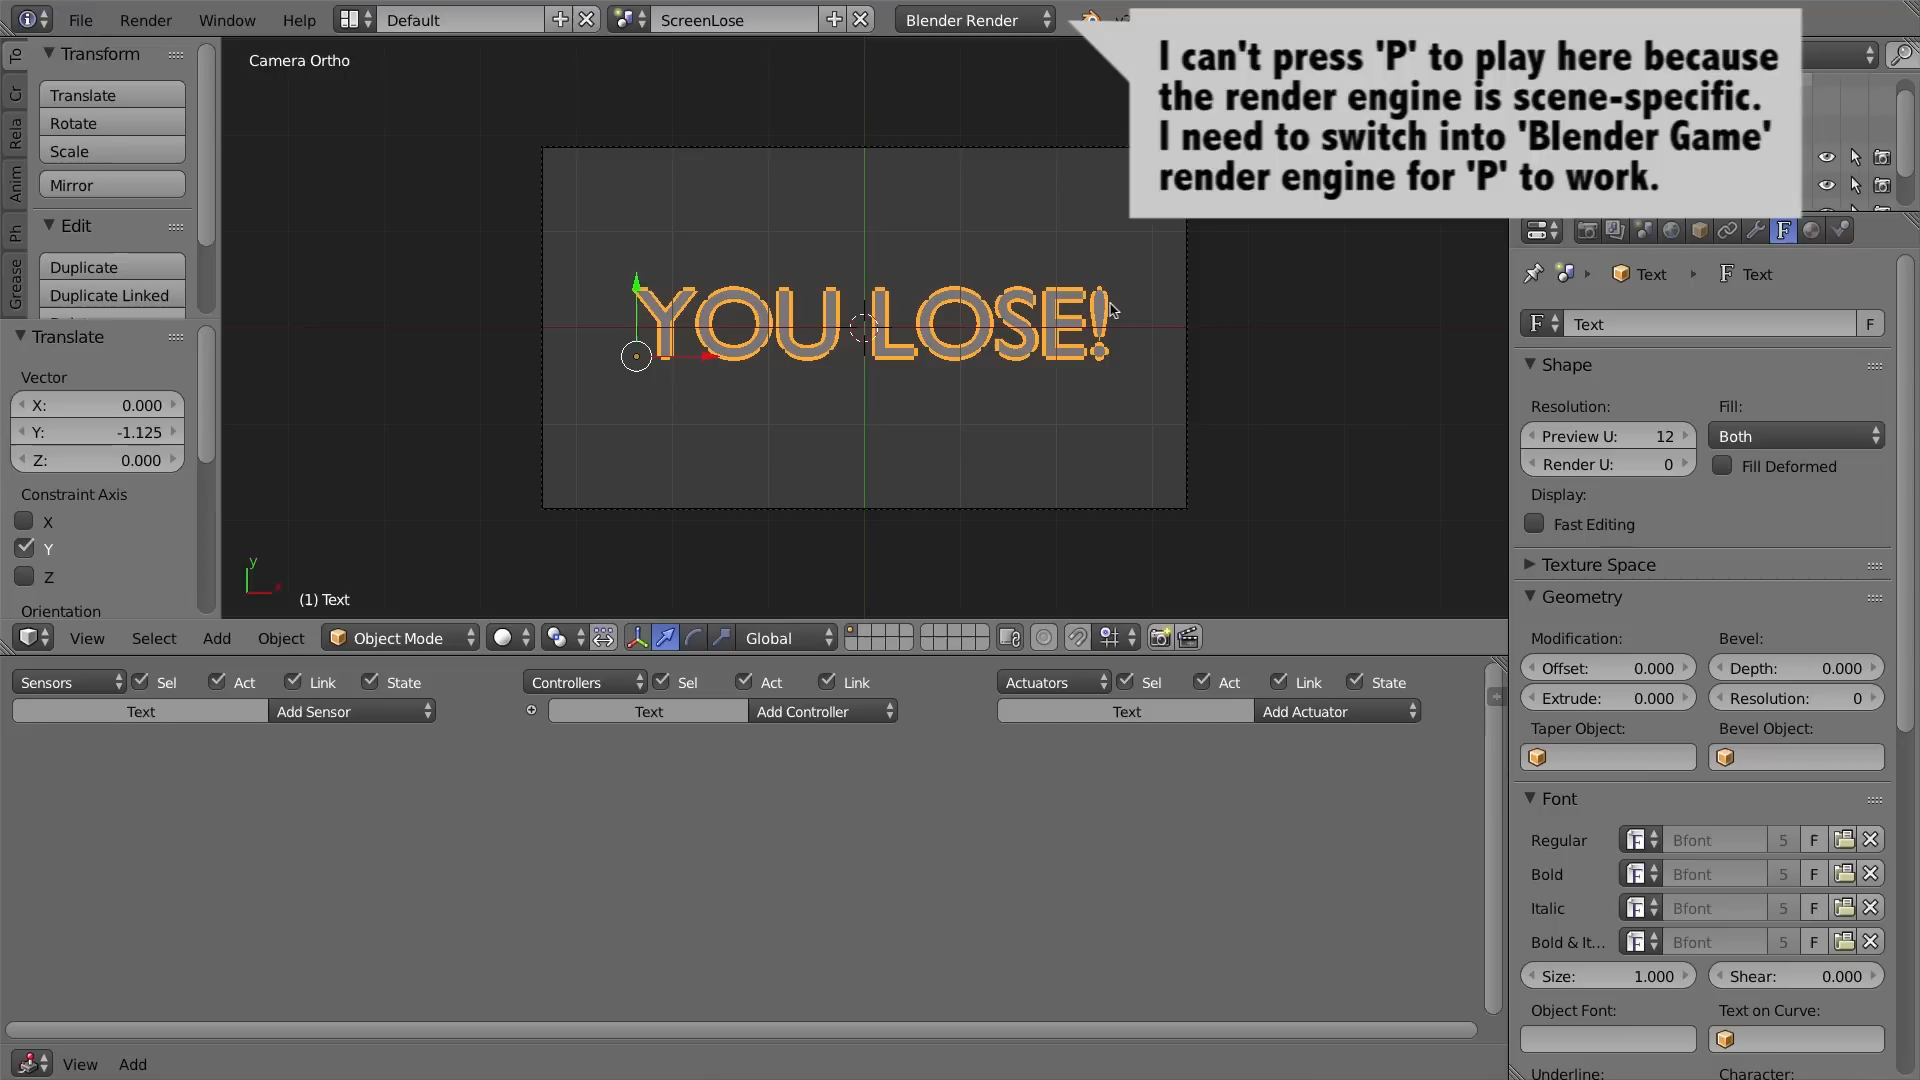 File Render Window Help Default ScreenLose Blender Render
I can't press 'P' to play here because
the render engine is scene-specific.
I need to switch into 'Blender Game'
render engine for 'P' to work.
To
Cr
Rela
Anim
Ph
Grease
Transform
Translate
Rotate
Scale
Mirror
Edit
Duplicate
Duplicate Linked
Translate
Vector
X: 0.000
Y: -1.125
Z: 0.000
Constraint Axis
X
Y
Z
Orientation
Camera Ortho
YOU LOSE!
y
(1) Text
View Select Add Object Object Mode Global
Sensors Sel Act Link State Controllers Sel Act Link Actuators Sel Act Link State
Text Add Sensor Text Add Controller Text Add Actuator
View Add
Text F Text
F Text F
Shape
Resolution: Fill:
Preview U: 12 Both
Render U: 0 Fill Deformed
Display:
Fast Editing
Texture Space
Geometry
Modification: Bevel:
Offset: 0.000 Depth: 0.000
Extrude: 0.000 Resolution: 0
Taper Object: Bevel Object:
Font
Regular F Bfont 5 F
Bold F Bfont 5 F
Italic F Bfont 5 F
Bold & It... F Bfont 5 F
Size: 1.000 Shear: 0.000
Object Font: Text on Curve:
Underline: Character: